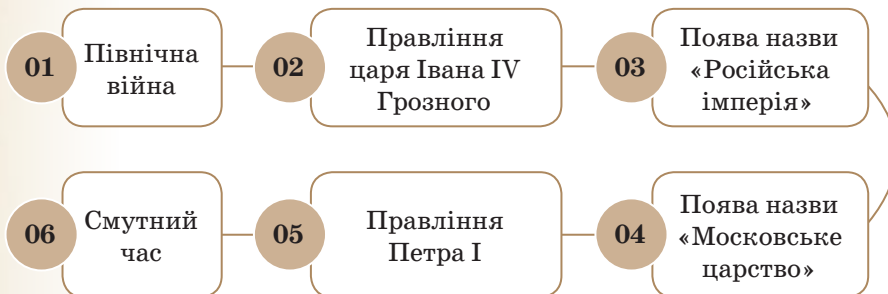 01
Північна
війна
02
Правління
царя Івана IV
Грозного
03
Поява назви
«Російська
імперія»
04
Поява назви
«Московське
царство»
05
Правління
Петра І
06
Смутний
час